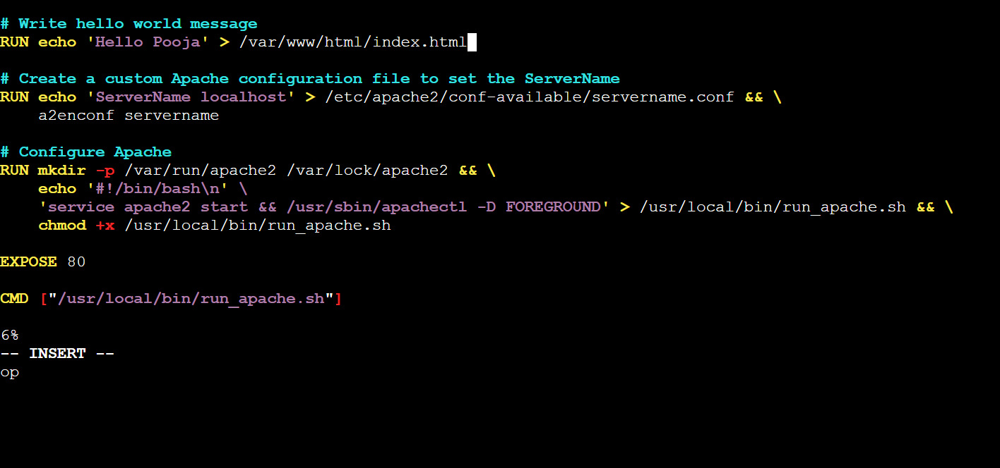 # Write hello world message
RUN echo 'Hello Pooja' > /var/www/html/index.html
# Create a custom Apache configuration file to set the ServerName
RUN echo 'ServerName localhost' > /etc/apache2/conf-available/servername.conf && \
    a2enconf servername
# Configure Apache
RUN mkdir -p /var/run/apache2 /var/lock/apache2 && \
    echo '#!/bin/bash\n' \
    'service apache2 start && /usr/sbin/apachectl -D FOREGROUND' > /usr/local/bin/run_apache.sh && \
    chmod +x /usr/local/bin/run_apache.sh
EXPOSE 80
CMD ["/usr/local/bin/run_apache.sh"]
6%
-- INSERT --
op